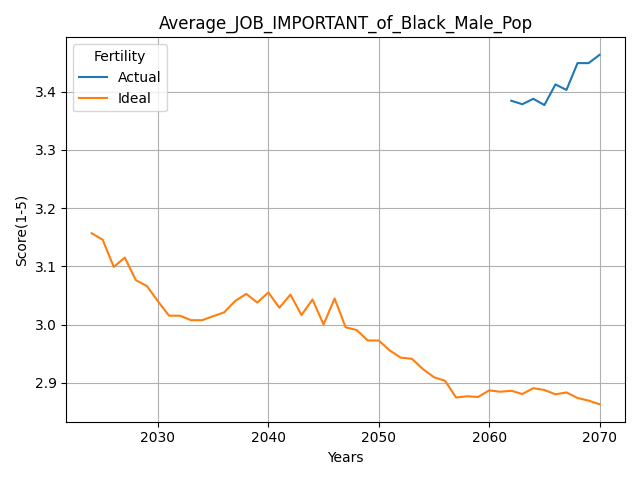 Average_JOB_IMPORTANT_of_Black_Male_Pop
Fertility
Actual
Ideal
Score(1-5)
3.4
3.3
3.2
3.1
3.0
2.9
2030 2040 2050 2060 2070
Years